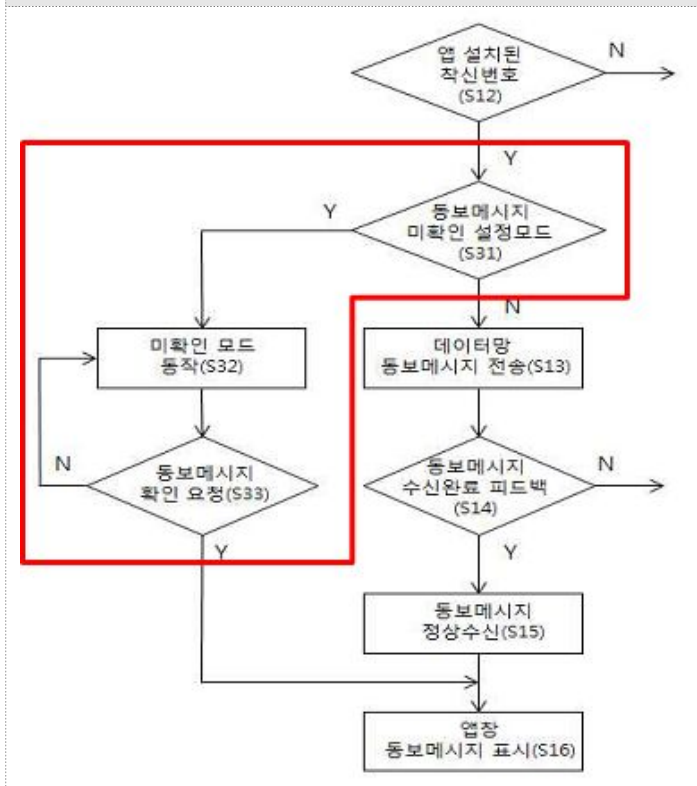 앱 설치된
착신번호
(S12)
N
Y
동보메시지
미확인 설정모드
(S31)
Y
N
미확인 모드
동작(S32)
데이터망
동보메시지 전송(S13)
동보메시지
확인 요청(S33)
N
Y
동보메시지
수신완료 피드백
(S14)
N
Y
동보메시지
정상수신(S15)
앱장
동보메시지 표시(S16)